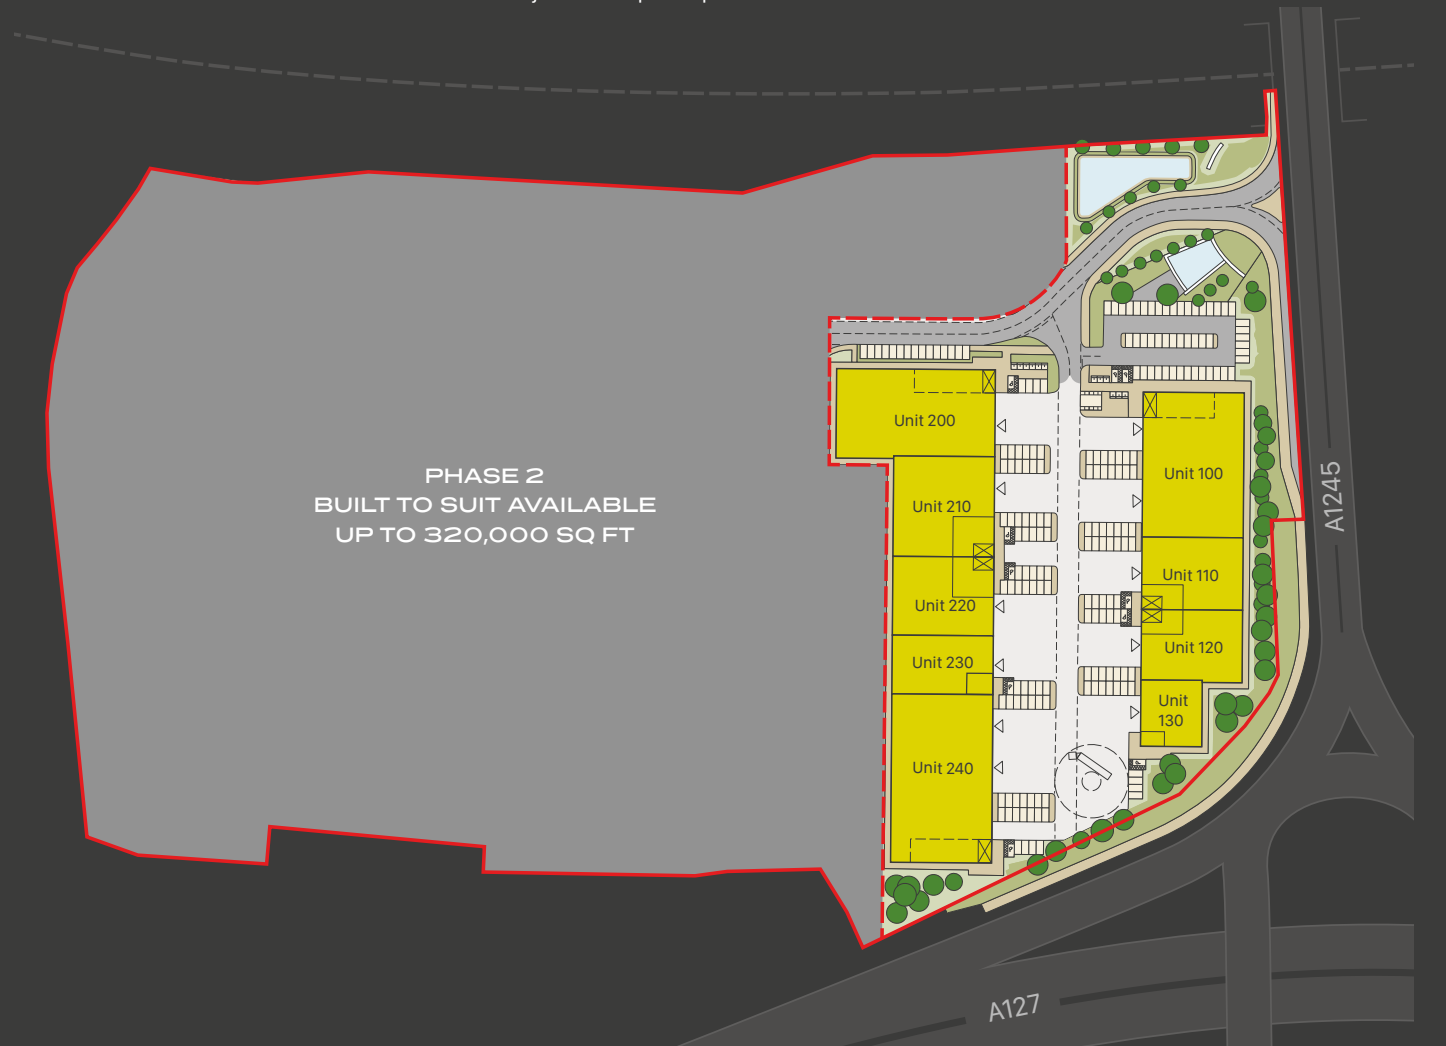 PHASE 2
BUILT TO SUIT AVAILABLE
UP TO 320,000 SQ FT
Unit 200
Unit 210
Unit 220
Unit 230
Unit 240
Unit 100
Unit 110
Unit 120
Unit
130
A1245
A127